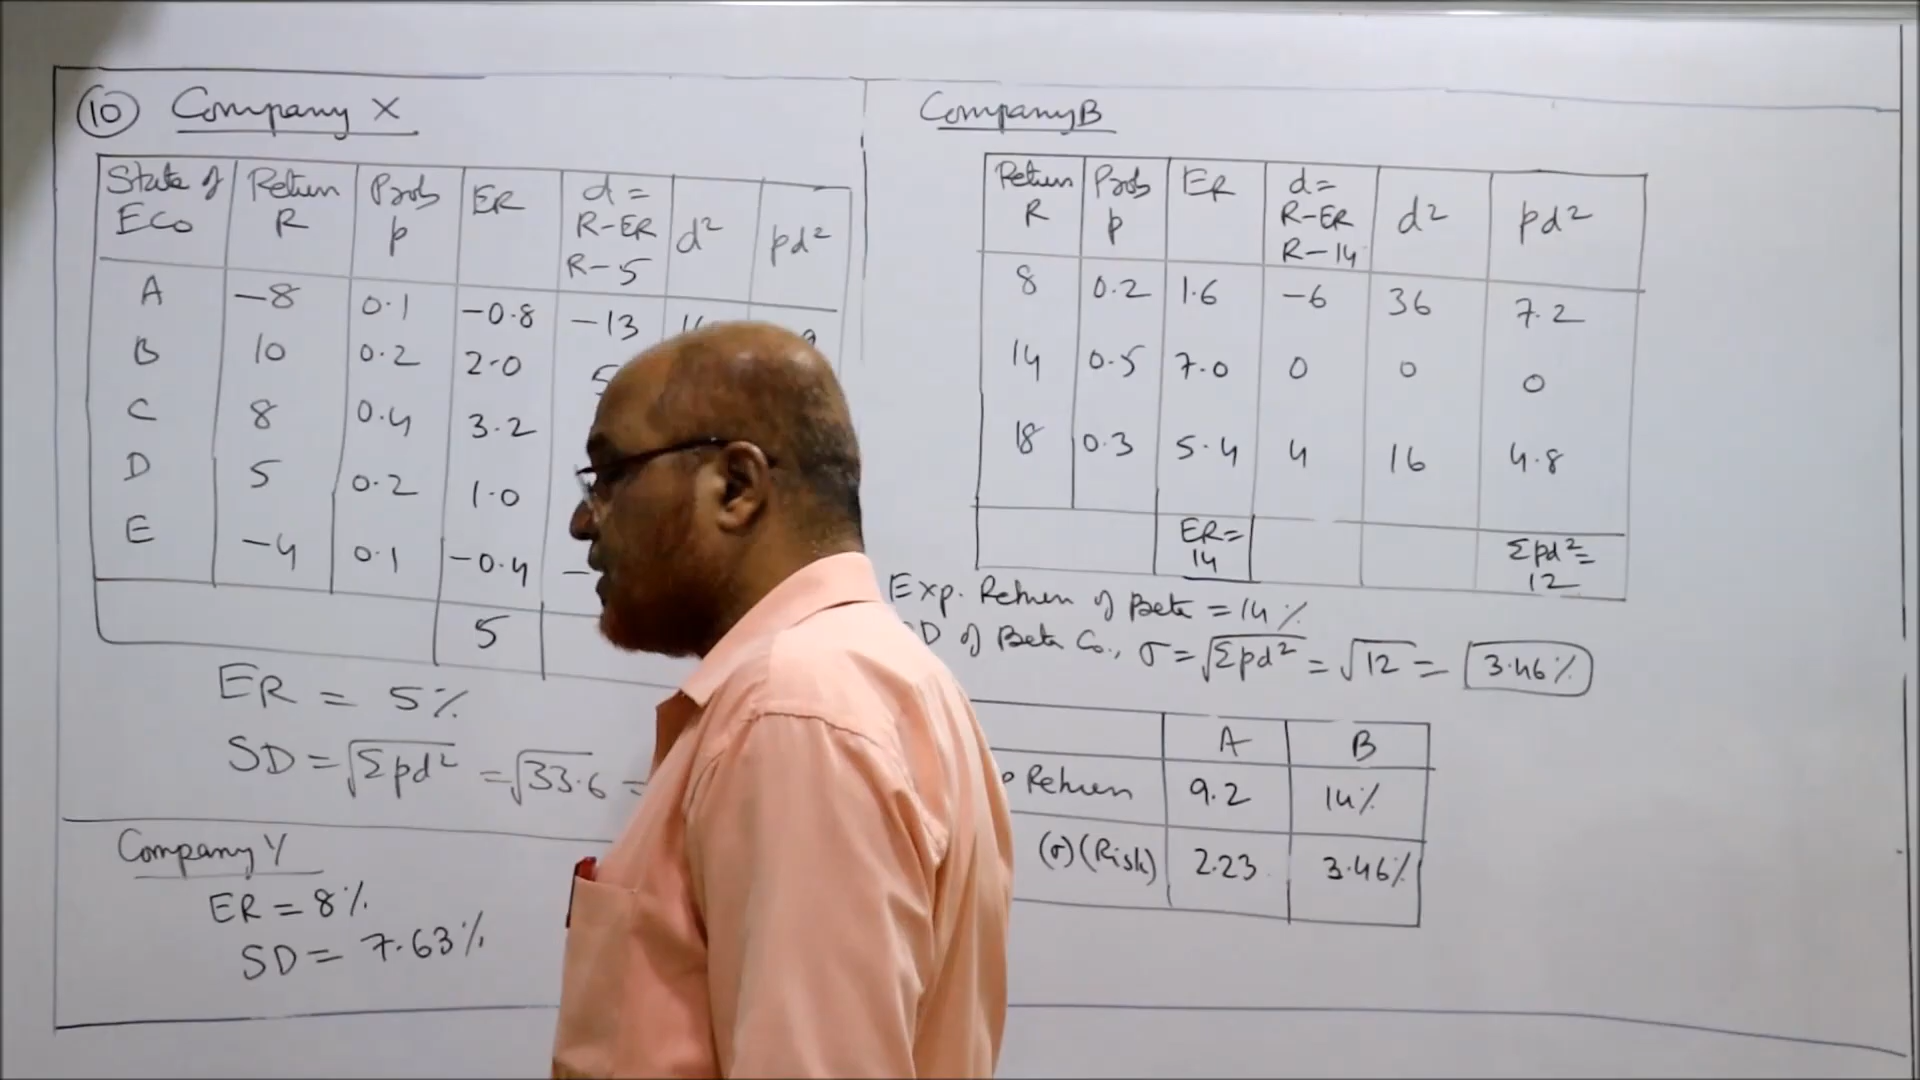 10 Company X
State of Eco | Return R | Prob p | ER | d = R-ER R-5 | d² | pd²
A | -8 | 0.1 | -0.8 | -13
B | 10 | 0.2 | 2.0 | 5
C | 8 | 0.4 | 3.2
D | 5 | 0.2 | 1.0
E | -4 | 0.1 | -0.4 | -
5
ER = 5%
SD = √Σpd² = √33.6 =
Company Y
ER = 8%
SD = 7.63%
Company B
Return R | Prob p | ER | d = R-ER R-14 | d² | pd²
8 | 0.2 | 1.6 | -6 | 36 | 7.2
14 | 0.5 | 7.0 | 0 | 0 | 0
18 | 0.3 | 5.4 | 4 | 16 | 4.8
ER = 14 | Σpd² = 12
Exp. Return of Beta = 14%
D of Beta Co., σ = √Σpd² = √12 = 3.46%
A | B
Return | 9.2 | 14%
(σ) (Risk) | 2.23 | 3.46%